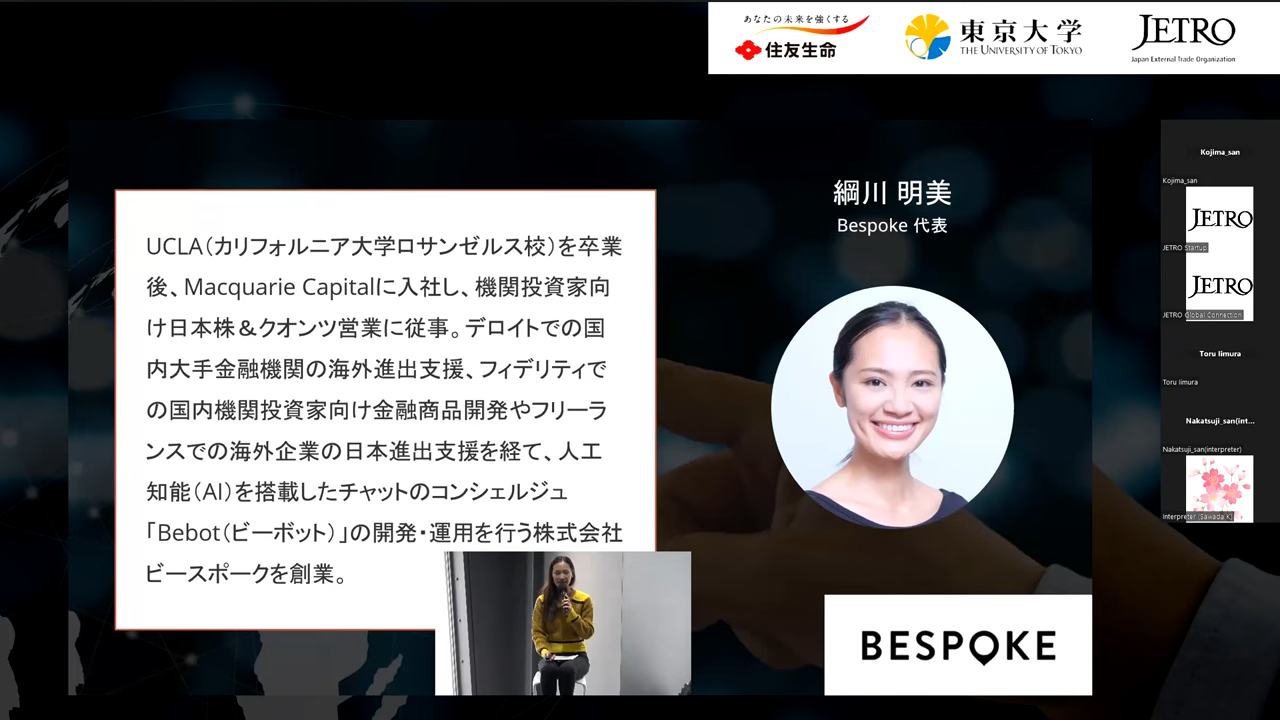 あなたの未来を強くする
住友生命
東京大学
THE UNIVERSITY OF TOKYO
JETRO
Japan External Trade Organization
綱川 明美
Bespoke 代表
UCLA（カリフォルニア大学ロサンゼルス校）を卒業
後、Macquarie Capitalに入社し、機関投資家向
け日本株＆クオンツ営業に従事。デロイトでの国
内大手金融機関の海外進出支援、フィデリティで
の国内機関投資家向け金融商品開発やフリーラ
ンスでの海外企業の日本進出支援を経て、人工
知能（AI）を搭載したチャットのコンシェルジュ
「Bebot（ビーボット）」の開発・運用を行う株式会社
ビースポークを創業。
BESPOKE
Kojima_san
Kojima_san
JETRO
JETRO Startup
JETRO
JETRO Global Connection
Toru Iimura
Toru Iimura
Nakatsuji_san(int...
Nakatsuji_san(interpreter)
Interpreter (Sawada K)